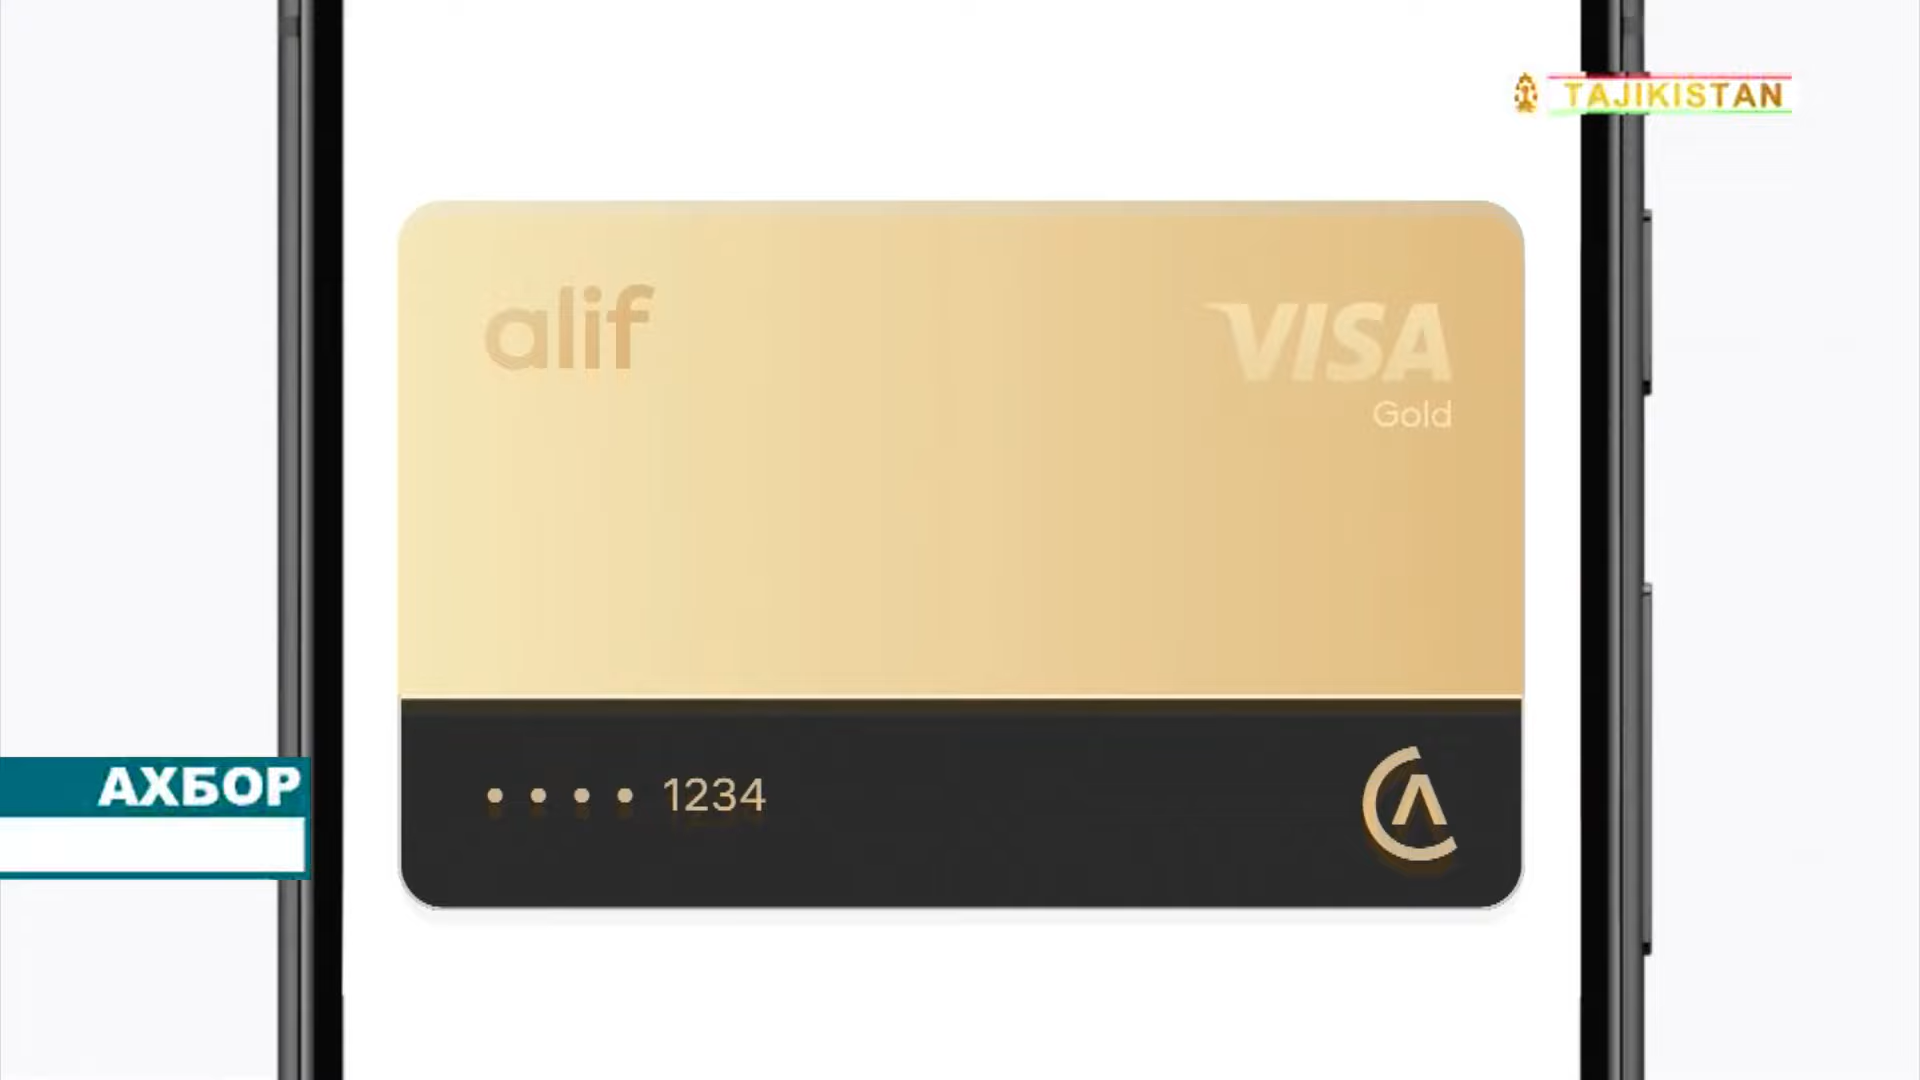 TAJIKISTAN
alif
VISA
Gold
АХБОР
•••• 1234